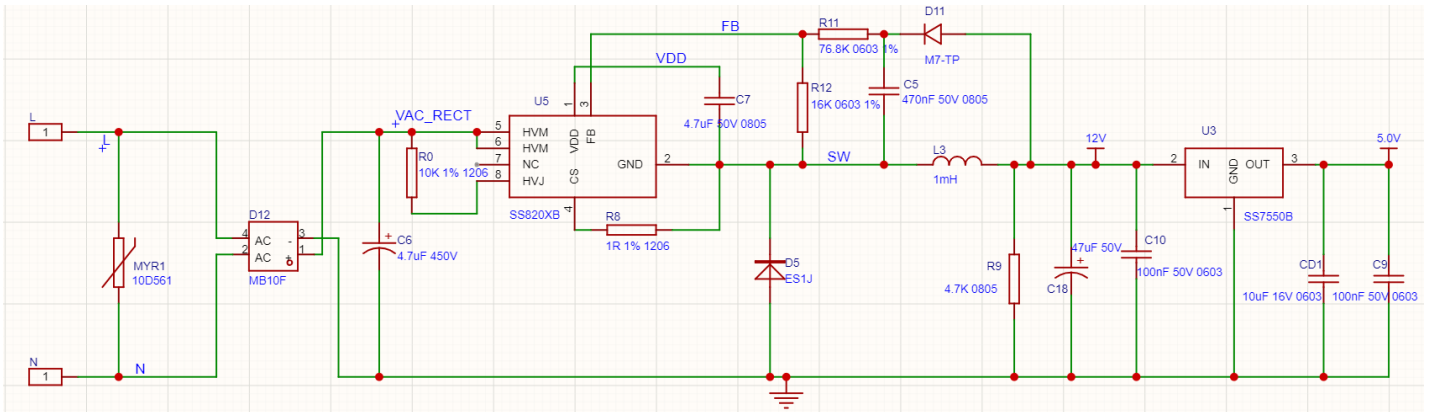 D11
FB
R11
76.8K 0603 1%
M7-TP
VDD
U5
C7
4.7uF 50V 0805
R12
16K 0603 1%
C5
470nF 50V 0805
L
1
L
+
VAC_RECT
+
R0
10K 1% 1206
5 HVM
6 HVM
7 NC
8 HVJ
1 VDD
3 FB
CS 4
GND 2
SS820XB
R8
1R 1% 1206
SW
L3
1mH
12V
U3
2 IN
GND 1
OUT 3
SS7550B
5.0V
MYR1
10D561
D12
4 AC - 3
2 AC + 1
MB10F
C6
+
4.7uF 450V
D5
ES1J
R9
4.7K 0805
47uF 50V
+
C18
C10
100nF 50V 0603
CD1
10uF 16V 0603
C9
100nF 50V 0603
N
1
N